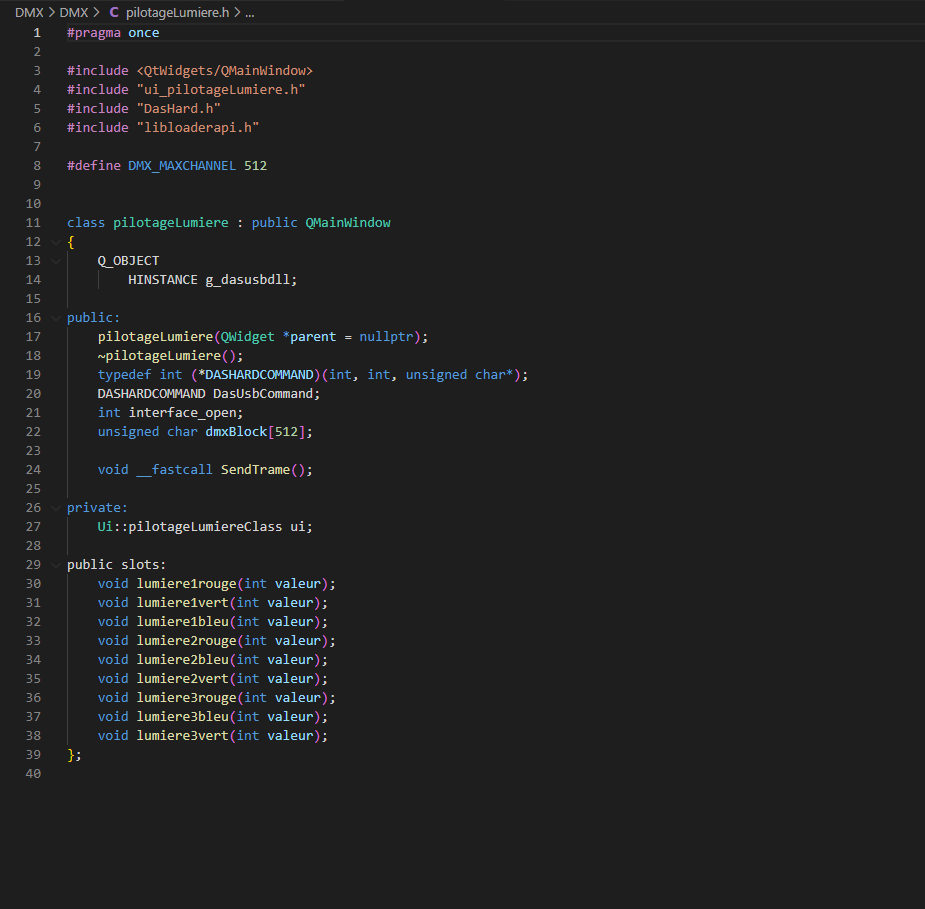 DMX > DMX > C pilotageLumiere.h > ...
1 #pragma once
2
3 #include <QtWidgets/QMainWindow>
4 #include "ui_pilotageLumiere.h"
5 #include "DasHard.h"
6 #include "libloaderapi.h"
7
8 #define DMX_MAXCHANNEL 512
9
10
11 class pilotageLumiere : public QMainWindow
12 {
13     Q_OBJECT
14         HINSTANCE g_dasusbdll;
15
16 public:
17     pilotageLumiere(QWidget *parent = nullptr);
18     ~pilotageLumiere();
19     typedef int (*DASHARDCOMMAND)(int, int, unsigned char*);
20     DASHARDCOMMAND DasUsbCommand;
21     int interface_open;
22     unsigned char dmxBlock[512];
23
24     void __fastcall SendTrame();
25
26 private:
27     Ui::pilotageLumiereClass ui;
28
29 public slots:
30     void lumiere1rouge(int valeur);
31     void lumiere1vert(int valeur);
32     void lumiere1bleu(int valeur);
33     void lumiere2rouge(int valeur);
34     void lumiere2bleu(int valeur);
35     void lumiere2vert(int valeur);
36     void lumiere3rouge(int valeur);
37     void lumiere3bleu(int valeur);
38     void lumiere3vert(int valeur);
39 };
40